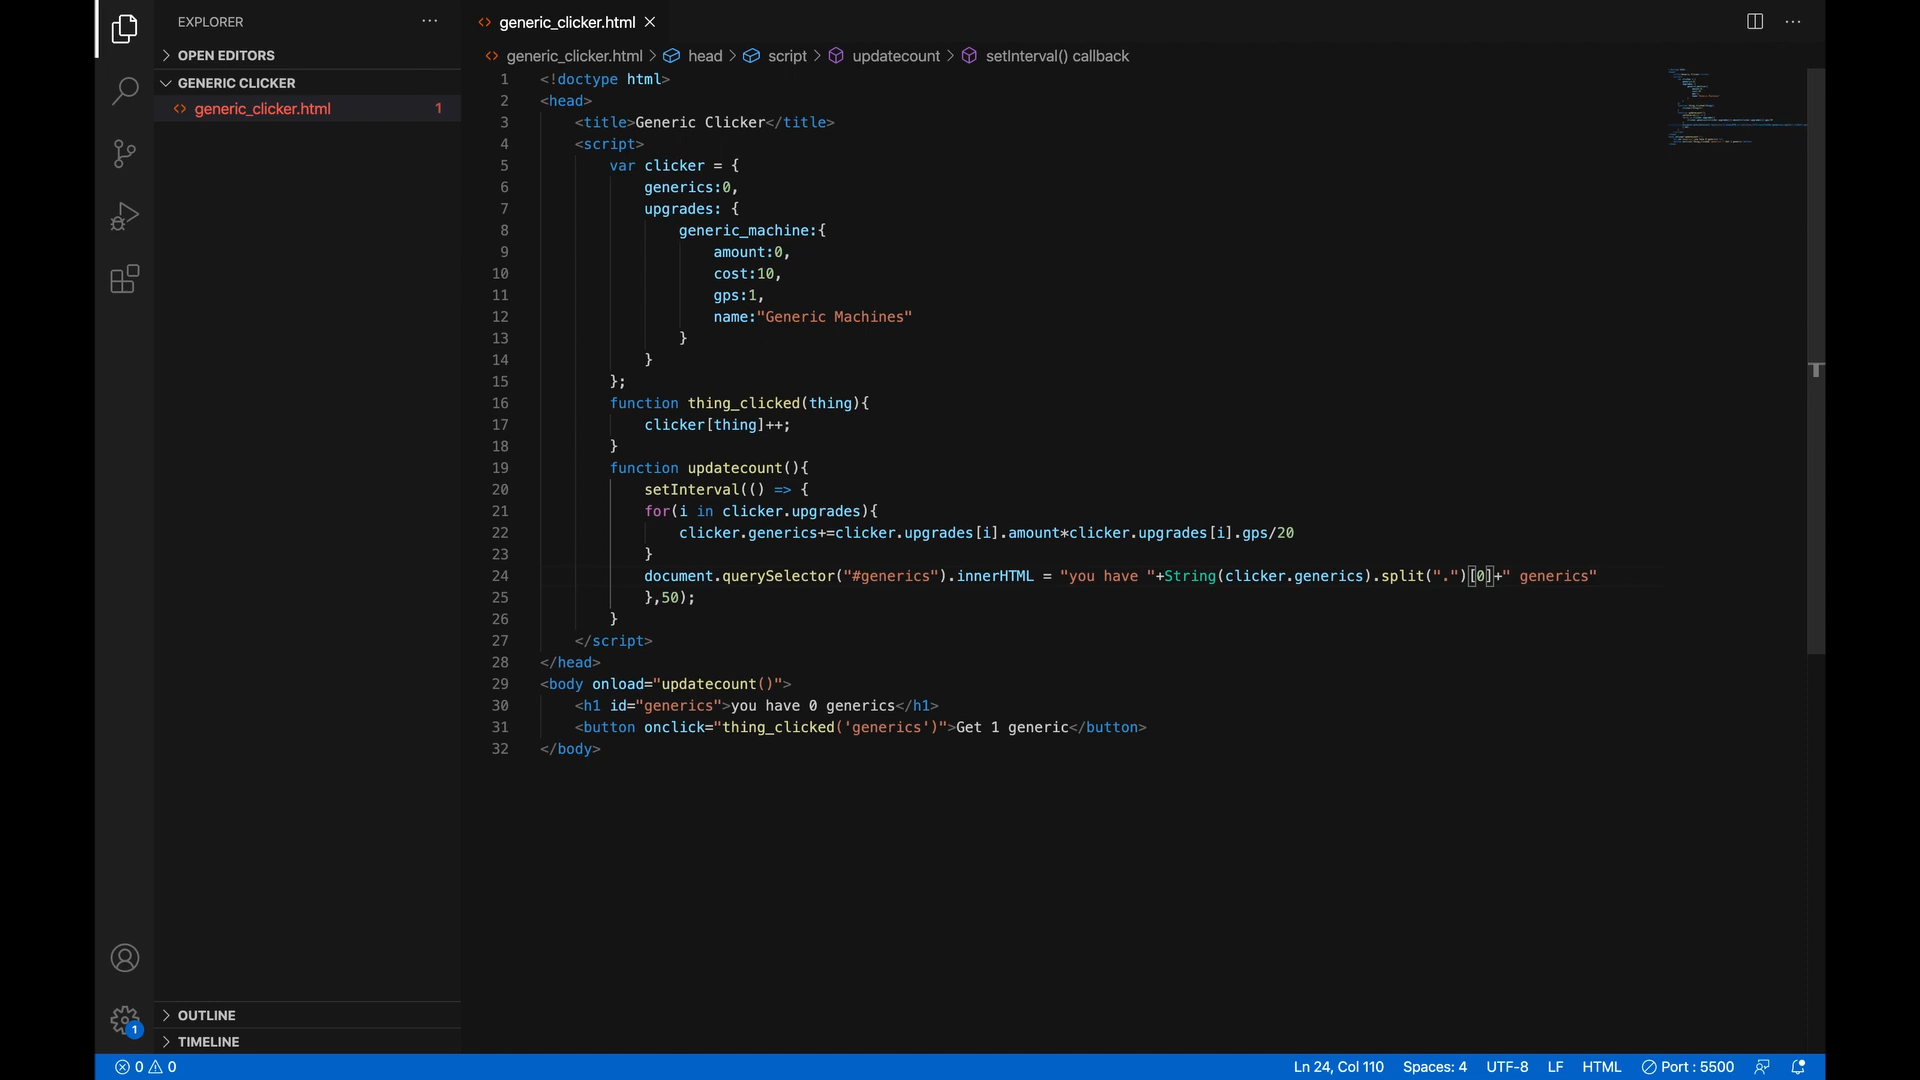 EXPLORER
generic_clicker.html
OPEN EDITORS
GENERIC CLICKER
generic_clicker.html 1
generic_clicker.html head script updatecount setInterval() callback
1 <!doctype html>
2 <head>
3 <title>Generic Clicker</title>
4 <script>
5 var clicker = {
6 generics:0,
7 upgrades: {
8 generic_machine:{
9 amount:0,
10 cost:10,
11 gps:1,
12 name:"Generic Machines"
13 }
14 }
15 };
16 function thing_clicked(thing){
17 clicker[thing]++;
18 }
19 function updatecount(){
20 setInterval(() => {
21 for(i in clicker.upgrades){
22 clicker.generics+=clicker.upgrades[i].amount*clicker.upgrades[i].gps/20
23 }
24 document.querySelector("#generics").innerHTML = "you have "+String(clicker.generics).split(".")[0]+" generics"
25 },50);
26 }
27 </script>
28 </head>
29 <body onload="updatecount()">
30 <h1 id="generics">you have 0 generics</h1>
31 <button onclick="thing_clicked('generics')">Get 1 generic</button>
32 </body>
OUTLINE
1
TIMELINE
0 0 Ln 24, Col 110 Spaces: 4 UTF-8 LF HTML Port : 5500